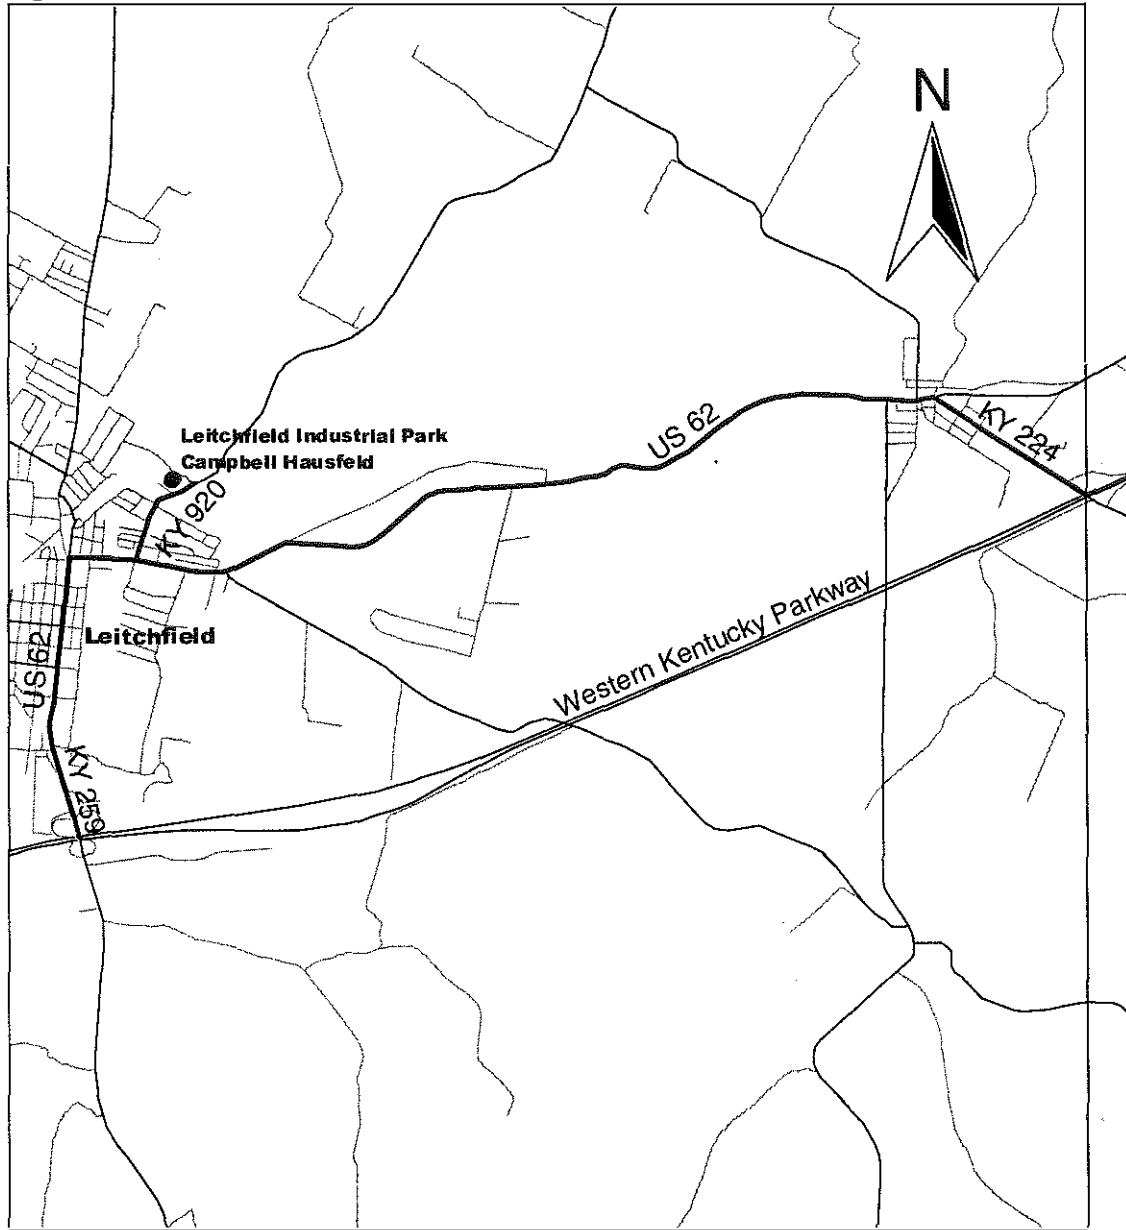 N
Leitchfield Industrial Park
Campbell Hausfeld
US 62
KY 224
KY 920
Leitchfield
US 62
Western Kentucky Parkway
KY 259